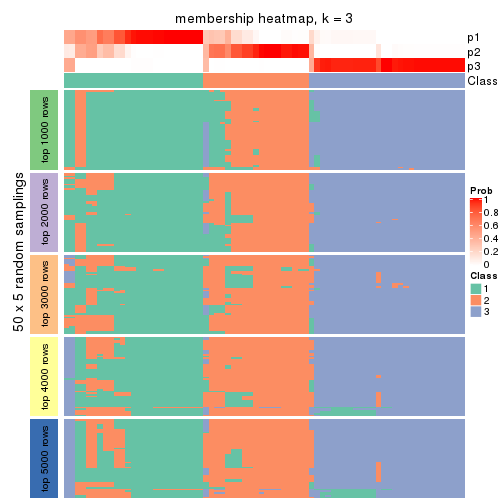 membership heatmap, k = 3
p1
p2
p3
Class
50 x 5 random samplings
top 1000 rows
top 2000 rows
top 3000 rows
top 4000 rows
top 5000 rows
Prob
1
0.8
0.6
0.4
0.2
0
Class
1
2
3